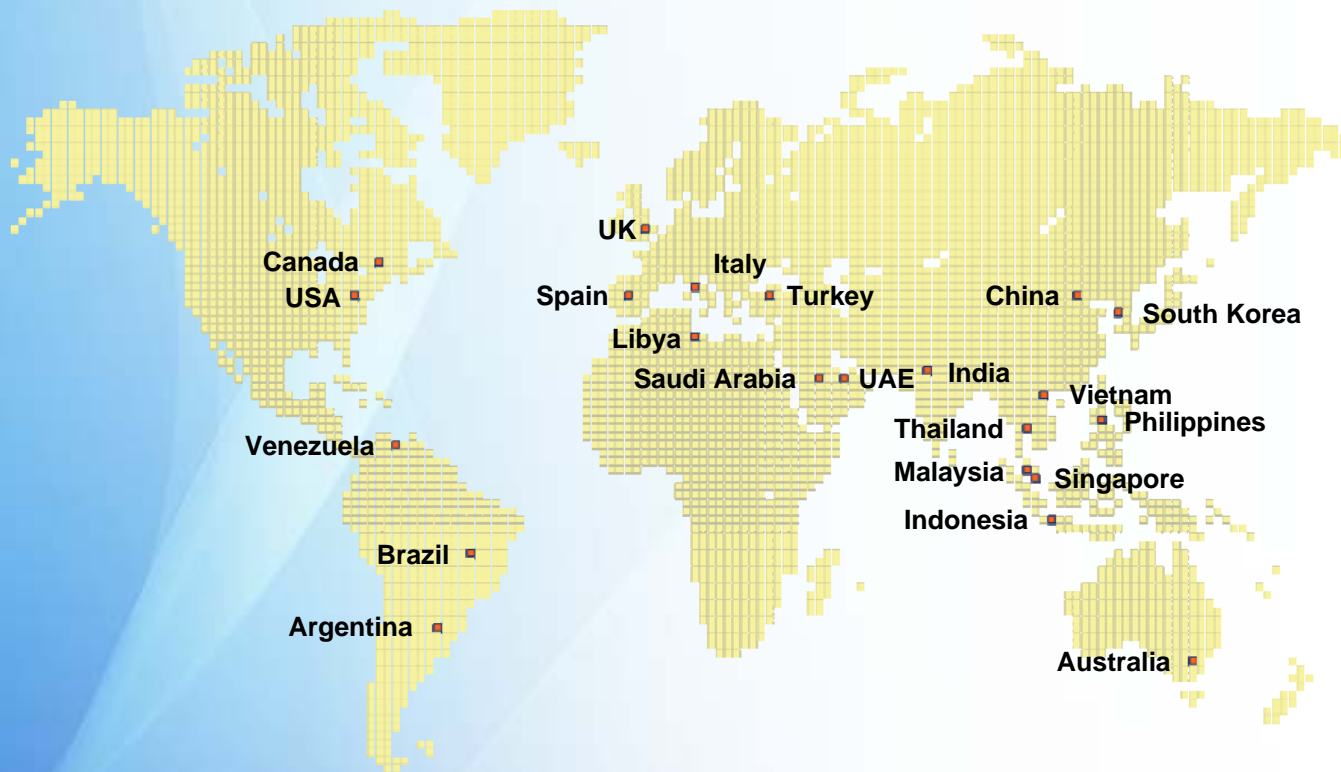 UK
Canada
Italy
USA
Spain
Turkey
China
South Korea
Libya
Saudi Arabia
UAE
India
Vietnam
Philippines
Thailand
Venezuela
Malaysia
Singapore
Indonesia
Brazil
Argentina
Australia